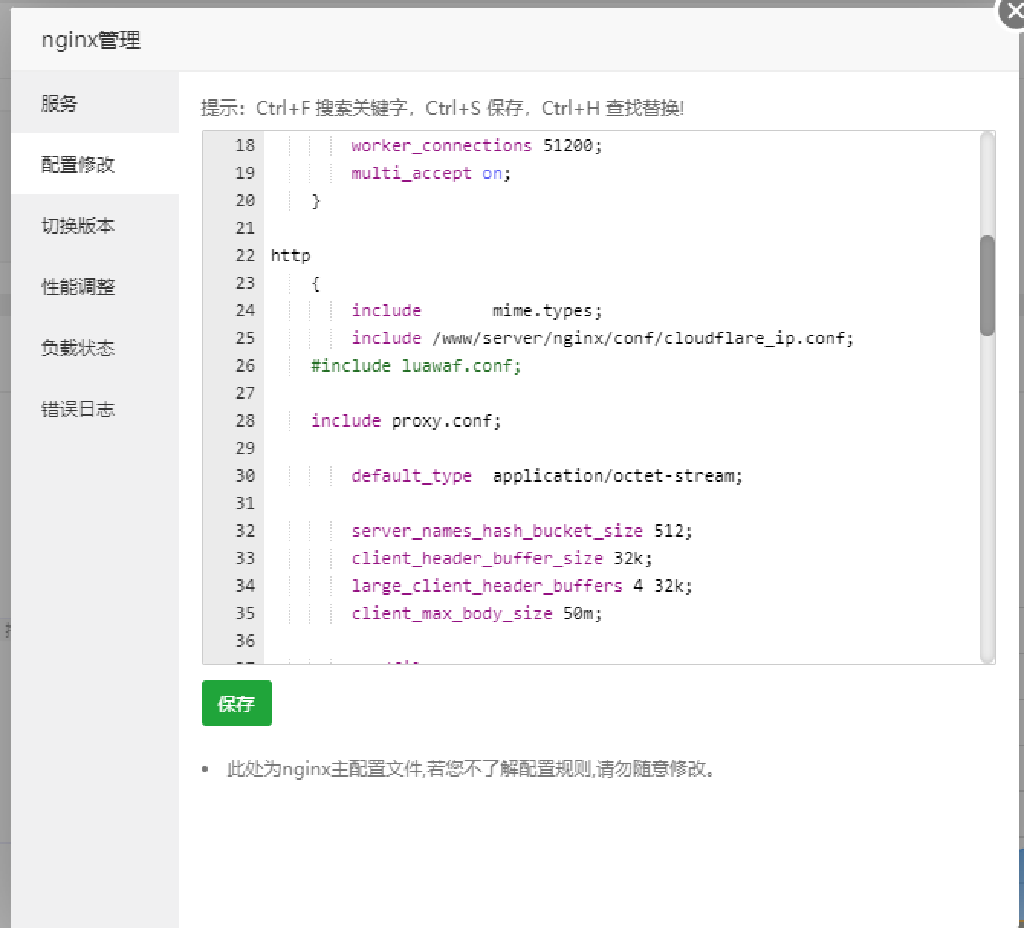 nginx管理
服务
配置修改
切换版本
性能调整
负载状态
错误日志
提示：Ctrl+F 搜索关键字，Ctrl+S 保存，Ctrl+H 查找替换!
18 worker_connections 51200;
19 multi_accept on;
20 }
21
22 http
23 {
24 include mime.types;
25 include /www/server/nginx/conf/cloudflare_ip.conf;
26 #include luawaf.conf;
27
28 include proxy.conf;
29
30 default_type application/octet-stream;
31
32 server_names_hash_bucket_size 512;
33 client_header_buffer_size 32k;
34 large_client_header_buffers 4 32k;
35 client_max_body_size 50m;
36
保存
• 此处为nginx主配置文件,若您不了解配置规则,请勿随意修改。